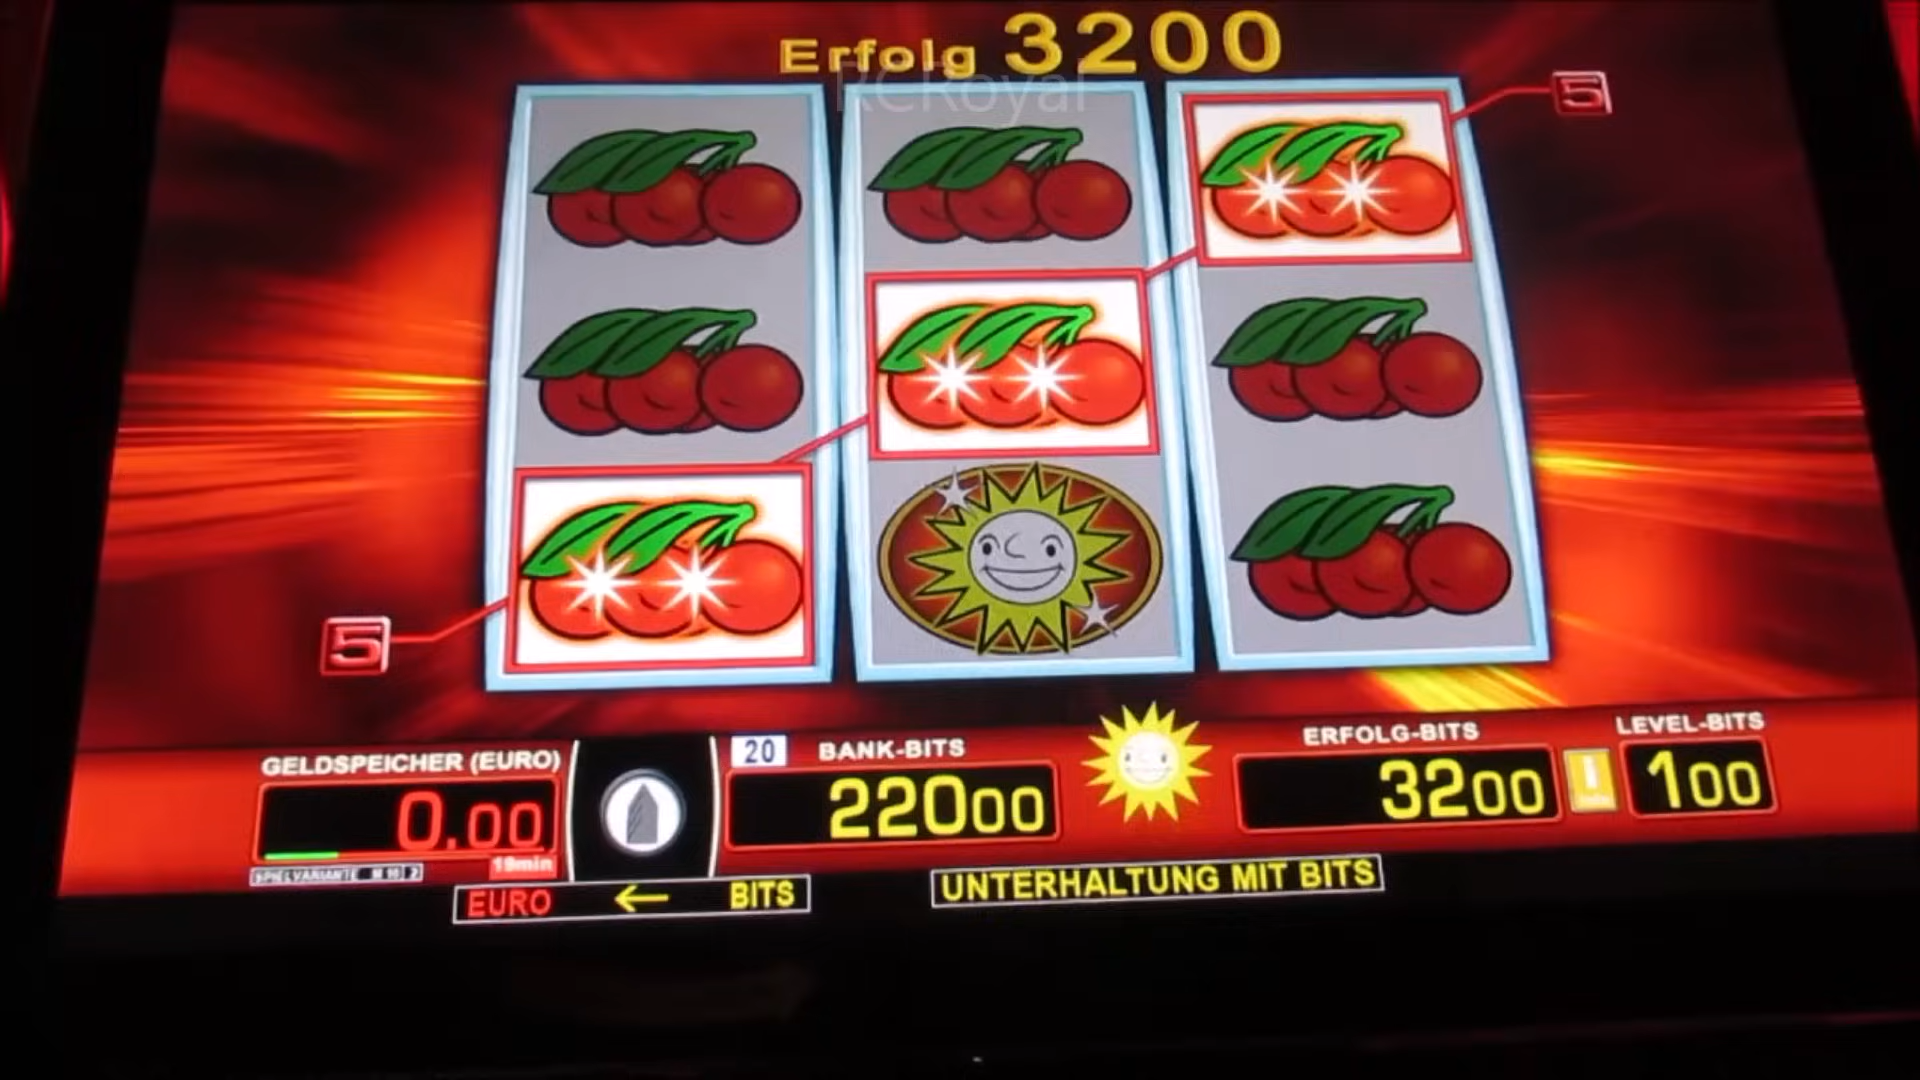 Erfolg 3200
RCRoyal
5
5
GELDSPEICHER (EURO)
0.00
19min
20 BANK-BITS
22000
ERFOLG-BITS
3200
LEVEL-BITS
100
EURO ← BITS
UNTERHALTUNG MIT BITS